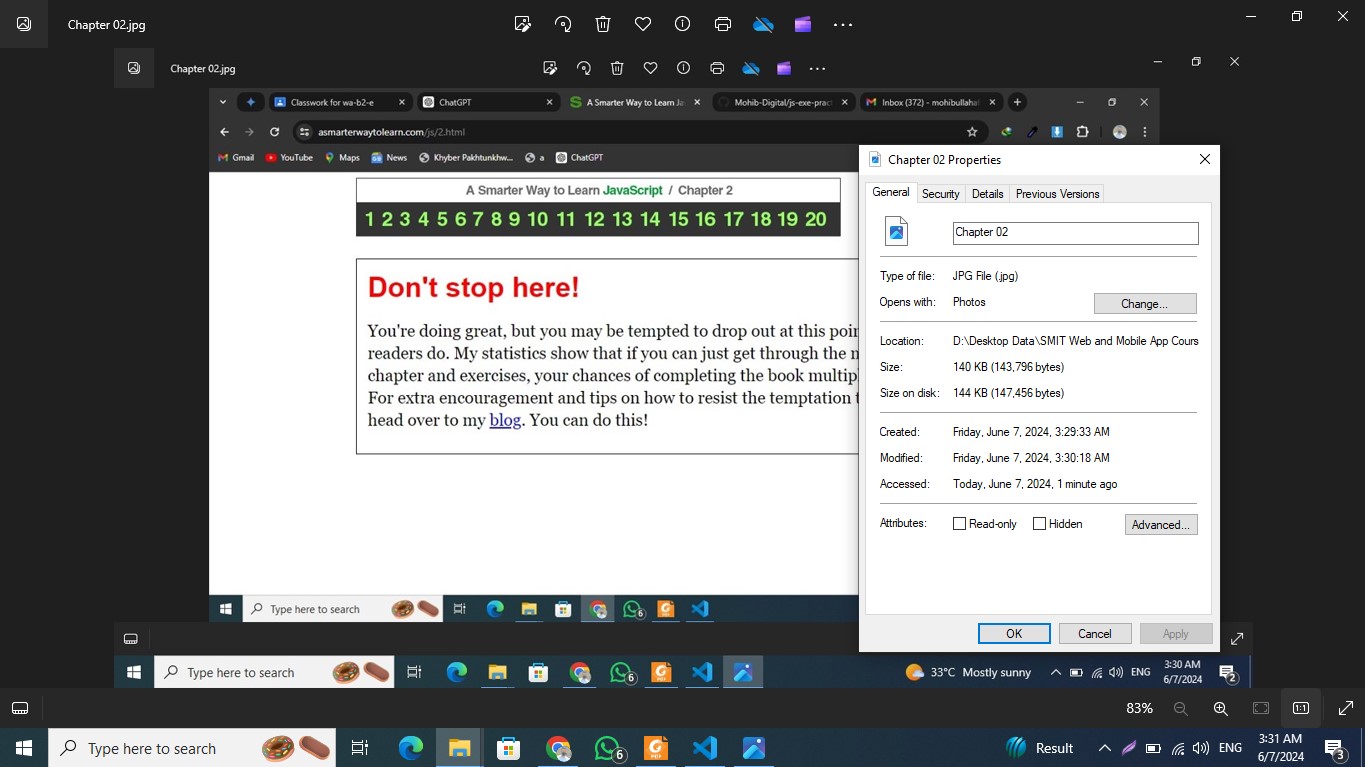 Chapter 02.jpg
Chapter 02.jpg
Classwork for wa-b2-e
ChatGPT
A Smarter Way to Learn Ja
Mohib-Digital/js-exe-prac
Inbox (372) - mohibullaha
asmarterwaytolearn.com/js/2.html
Gmail YouTube Maps News Khyber Pakhtunkhw... a ChatGPT
A Smarter Way to Learn JavaScript / Chapter 2
1 2 3 4 5 6 7 8 9 10 11 12 13 14 15 16 17 18 19 20
Don't stop here!
You're doing great, but you may be tempted to drop out at this poin
readers do. My statistics show that if you can just get through the n
chapter and exercises, your chances of completing the book multipl
For extra encouragement and tips on how to resist the temptation t
head over to my blog. You can do this!
Chapter 02 Properties
General Security Details Previous Versions
Chapter 02
Type of file: JPG File (.jpg)
Opens with: Photos Change...
Location: D:\Desktop Data\SMIT Web and Mobile App Cours
Size: 140 KB (143,796 bytes)
Size on disk: 144 KB (147,456 bytes)
Created: Friday, June 7, 2024, 3:29:33 AM
Modified: Friday, June 7, 2024, 3:30:18 AM
Accessed: Today, June 7, 2024, 1 minute ago
Attributes: Read-only Hidden Advanced...
OK Cancel Apply
Type here to search 6
Type here to search 6 33°C Mostly sunny ENG 3:30 AM
6/7/2024 2
83% 1:1
Type here to search 6 Result ENG 3:31 AM
6/7/2024 3